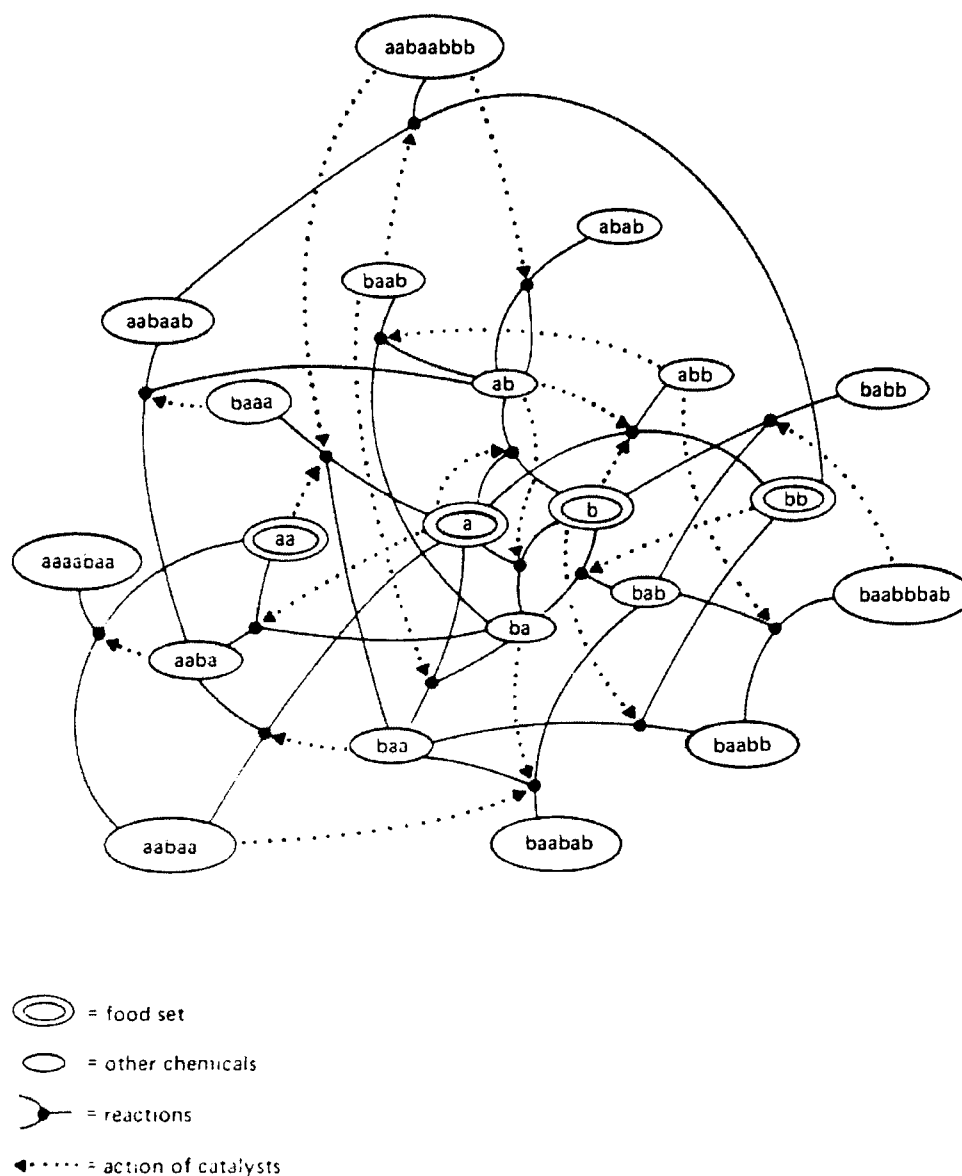 aabaabbb
abab
baab
aabaab
ab
abb
babb
baaa
bb
a
b
aa
aaaabaa
bab
baabbbab
ba
aaba
baa
baabb
aabaa
baabab
= food set
= other chemicals
= reactions
= action of catalysts